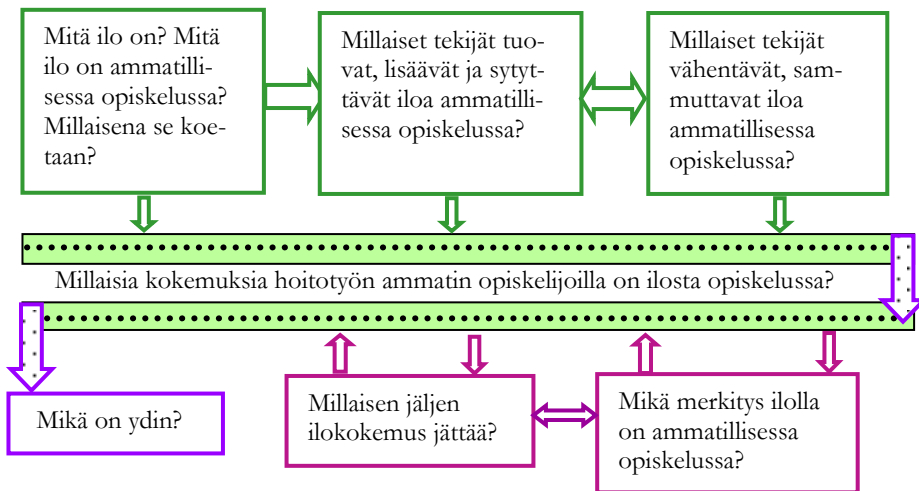 Mitä ilo on? Mitä
ilo on ammatilli-
sessa opiskelussa?
Millaisena se koe-
taan?
Millaiset tekijät tuo-
vat, lisäävät ja sytyt-
tävät iloa ammatilli-
sessa opiskelussa?
Millaiset tekijät
vähentävät, sam-
muttavat iloa
ammatillisessa
opiskelussa?
Millaisia kokemuksia hoitotyön ammatin opiskelijoilla on ilosta opiskelussa?
Mikä on ydin?
Millaisen jäljen
ilokokemus jättää?
Mikä merkitys ilolla
on ammatillisessa
opiskelussa?